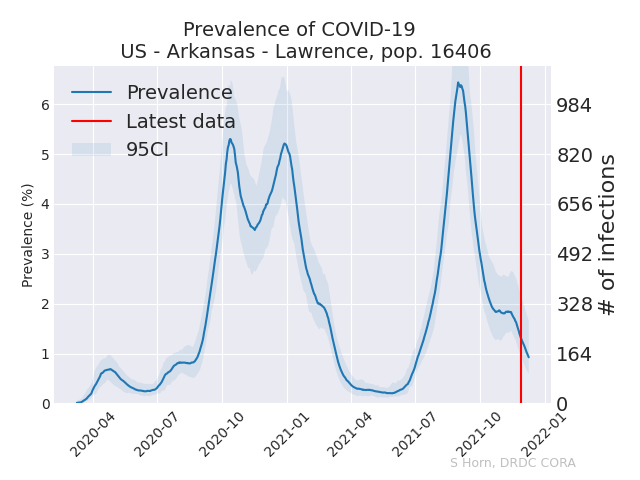 Prevalence of COVID-19
US - Arkansas - Lawrence, pop. 16406
Prevalence
Latest data
95CI
Prevalence (%)
6
5
4
3
2
1
0
984
820
656
492
328
164
0
# of infections
2020-04
2020-07
2020-10
2021-01
2021-04
2021-07
2021-10
2022-01
S Horn, DRDC CORA